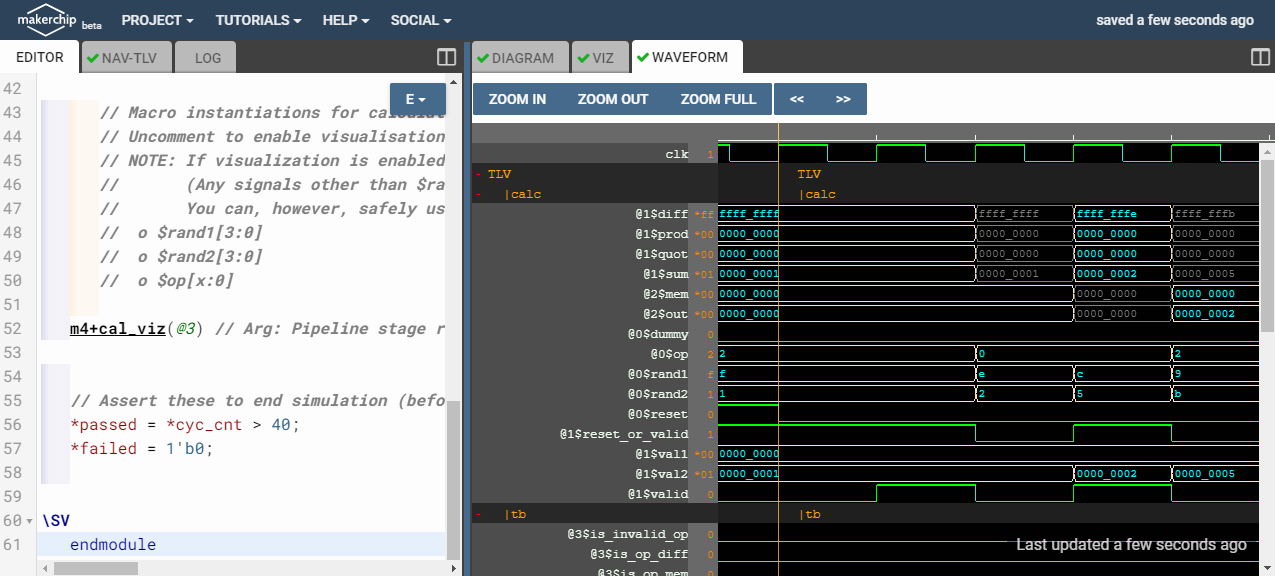 makerchip beta PROJECT TUTORIALS HELP SOCIAL saved a few seconds ago
EDITOR NAV-TLV LOG
DIAGRAM VIZ WAVEFORM
E
42
43 // Macro instantiations for calculat
44 // Uncomment to enable visualisation
45 // NOTE: If visualization is enabled
46 // (Any signals other than $ra
47 // You can, however, safely us
48 // o $rand1[3:0]
49 // o $rand2[3:0]
50 // o $op[x:0]
51
52 m4+cal_viz(@3) // Arg: Pipeline stage r
53
54
55 // Assert these to end simulation (befo
56 *passed = *cyc_cnt > 40;
57 *failed = 1'b0;
58
59
60 \SV
61 endmodule
ZOOM IN ZOOM OUT ZOOM FULL << >>
clk 1
- TLV TLV
- |calc |calc
@1$diff *ff ffff_ffff ffff_ffff ffff_fffe ffff_fffb
@1$prod *00 0000_0000 0000_0000 0000_0000 0000_0000
@1$quot *00 0000_0000 0000_0000 0000_0000 0000_0000
@1$sum *01 0000_0001 0000_0001 0000_0002 0000_0005
@2$mem *00 0000_0000 0000_0000 0000_0000
@2$out *00 0000_0000 0000_0000 0000_0002
@0$dummy 0
@0$op 2 2 0 2
@0$rand1 f f e c 9
@0$rand2 1 1 2 5 b
@0$reset 0
@1$reset_or_valid 1
@1$val1 *00 0000_0000
@1$val2 *01 0000_0001 0000_0002 0000_0005
@1$valid 0
- |tb |tb
@3$is_invalid_op 0
@3$is_op_diff 0
@3$is_op_mem 0
Last updated a few seconds ago